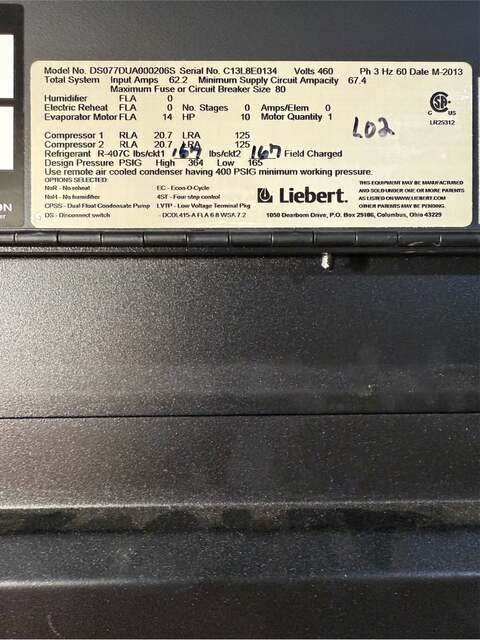 Model No. DS077DUA000206S Serial No. C13L8E0134 Volts 460 Ph 3 Hz 60 Date M-2013
Total System Input Amps 62.2 Minimum Supply Circuit Ampacity 67.4
Maximum Fuse or Circuit Breaker Size 80
Humidifier FLA 0
Electric Reheat FLA 0 No. Stages 0 Amps/Elem 0
Evaporator Motor FLA 14 HP 10 Motor Quantity 1
Compressor 1 RLA 20.7 LRA 125
Compressor 2 RLA 20.7 LRA 125
Refrigerant R-407C lbs/ckt1 167 lbs/ckt2 167 Field Charged
Design Pressure PSIG High 364 Low 165
Use remote air cooled condenser having 400 PSIG minimum working pressure.
OPTIONS SELECTED:
NoR - No reheat EC - Econ-O-Cycle
NoH - No humidifier 4ST - Four step control
CPSS - Dual Float Condensate Pump LVTP - Low Voltage Terminal Pkg
DS - Disconnect switch - DCDL415-A FLA 6.8 WSA 7.2
L02
SA
C US
LR25312
Liebert.
THIS EQUIPMENT MAY BE COVERED
AND SOLD UNDER ONE OR MORE PATENTS
AS LISTED ON WWW.LIEBERT.COM.
OTHER PATENTS MAY BE PENDING.
1050 Dearborn Drive, P.O. Box 29186, Columbus, Ohio 43229
ON